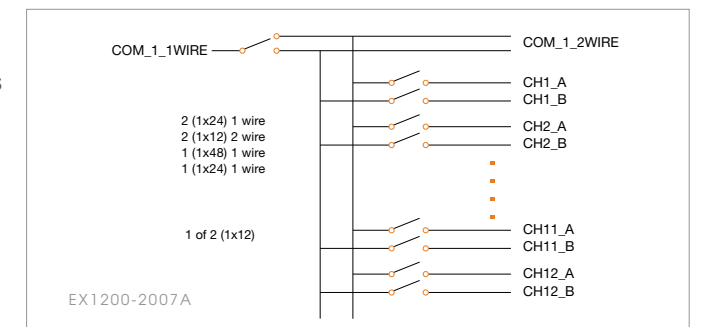 COM_1_1WIRE
COM_1_2WIRE
CH1_A
CH1_B
2 (1x24) 1 wire
2 (1x12) 2 wire
1 (1x48) 1 wire
1 (1x24) 1 wire
CH2_A
CH2_B
1 of 2 (1x12)
CH11_A
CH11_B
CH12_A
CH12_B
EX1200-2007A